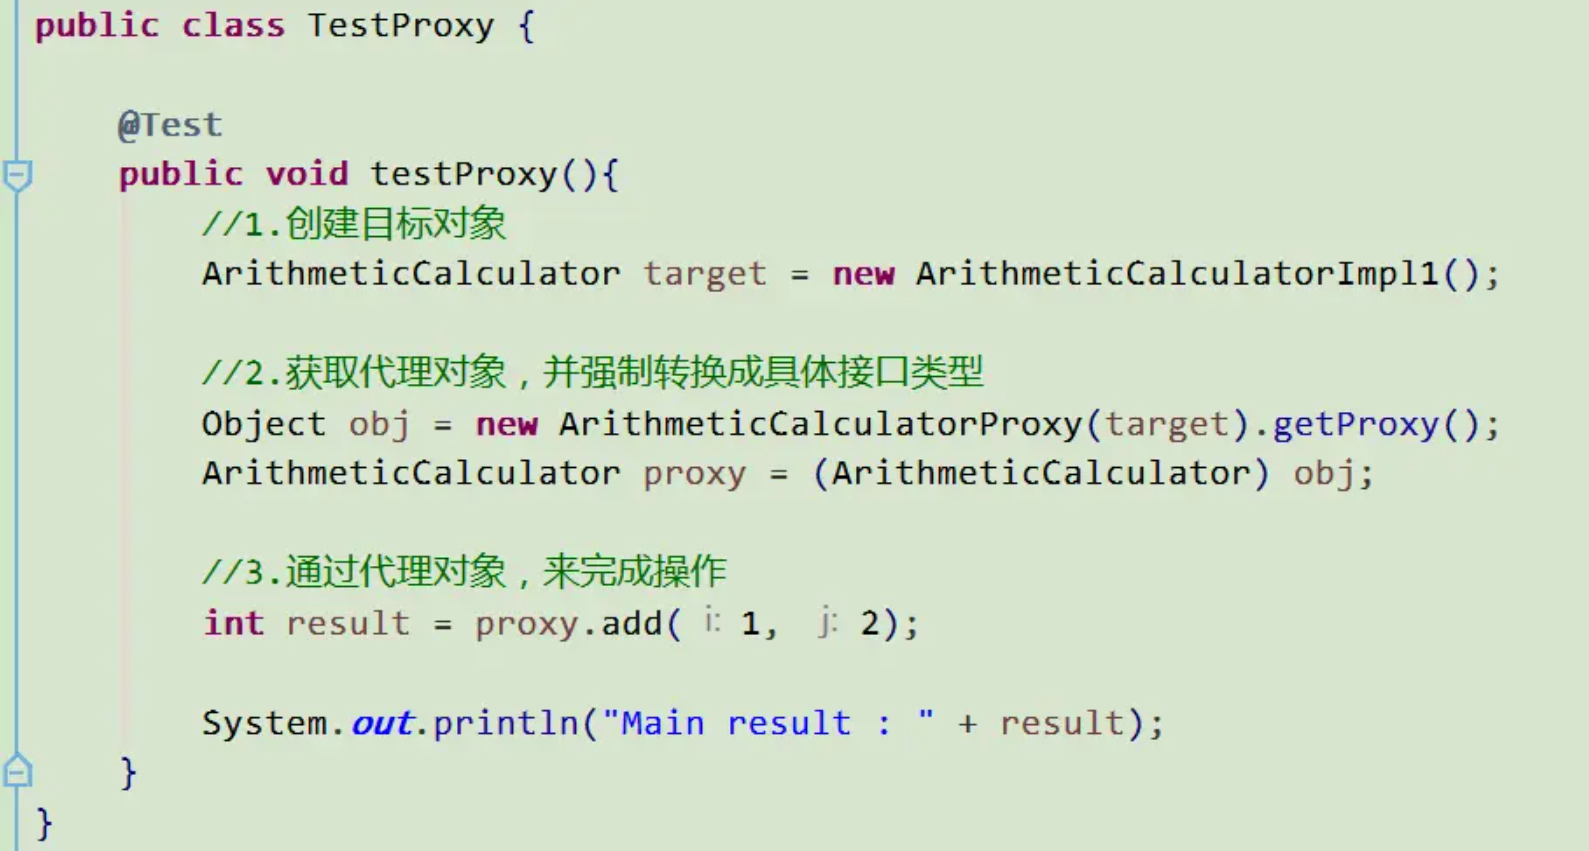 public class TestProxy {
@Test
public void testProxy(){
//1.创建目标对象
ArithmeticCalculator target = new ArithmeticCalculatorImpl1();
//2.获取代理对象，并强制转换成具体接口类型
Object obj = new ArithmeticCalculatorProxy(target).getProxy();
ArithmeticCalculator proxy = (ArithmeticCalculator) obj;
//3.通过代理对象，来完成操作
int result = proxy.add( i: 1, j: 2);
System.out.println("Main result : " + result);
}
}